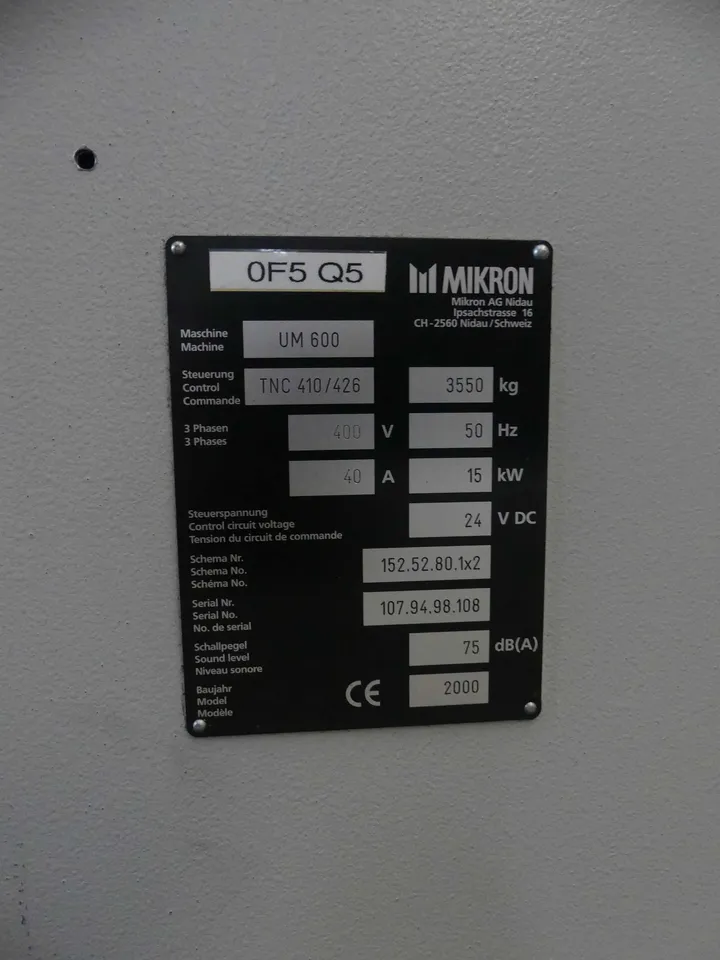 0F5 Q5
MIKRON
Mikron AG Nidau
Ipsachstrasse 16
CH-2560 Nidau/Schweiz
Maschine
Machine
UM 600
Steuerung
Control
Commande
TNC 410/426
3550 kg
3 Phasen
3 Phases
400 V
50 Hz
40 A
15 kW
Steuerspannung
Control circuit voltage
Tension du circuit de commande
24 V DC
Schema Nr.
Schema No.
Schéma No.
152.52.80.1x2
Serial Nr.
Serial No.
No. de serial
107.94.98.108
Schallpegel
Sound level
Niveau sonore
75 dB(A)
Baujahr
Model
Modèle
CE
2000